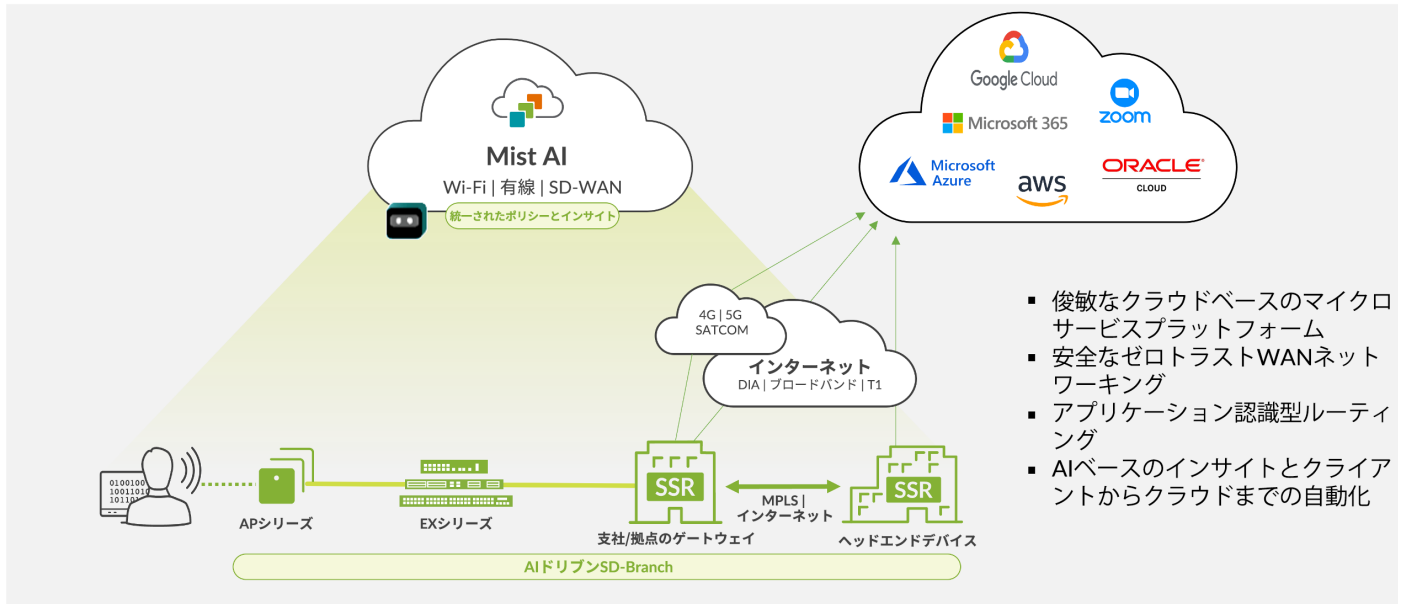 Mist AI
Wi-Fi | 有線 | SD-WAN
統一されたポリシーとインサイト
Google Cloud
Microsoft 365
zoom
Microsoft
Azure
aws
ORACLE
CLOUD
4G | 5G
SATCOM
インターネット
DIA | ブロードバンド | T1
俊敏なクラウドベースのマイクロ
サービスプラットフォーム
安全なゼロトラストWANネット
ワーキング
アプリケーション認識型ルーティ
ング
AIベースのインサイトとクライア
ントからクラウドまでの自動化
0100100
10011010
10110
APシリーズ
EXシリーズ
SSR
支社/拠点のゲートウェイ
MPLS |
インターネット
SSR
ヘッドエンドデバイス
AIドリブンSD-Branch